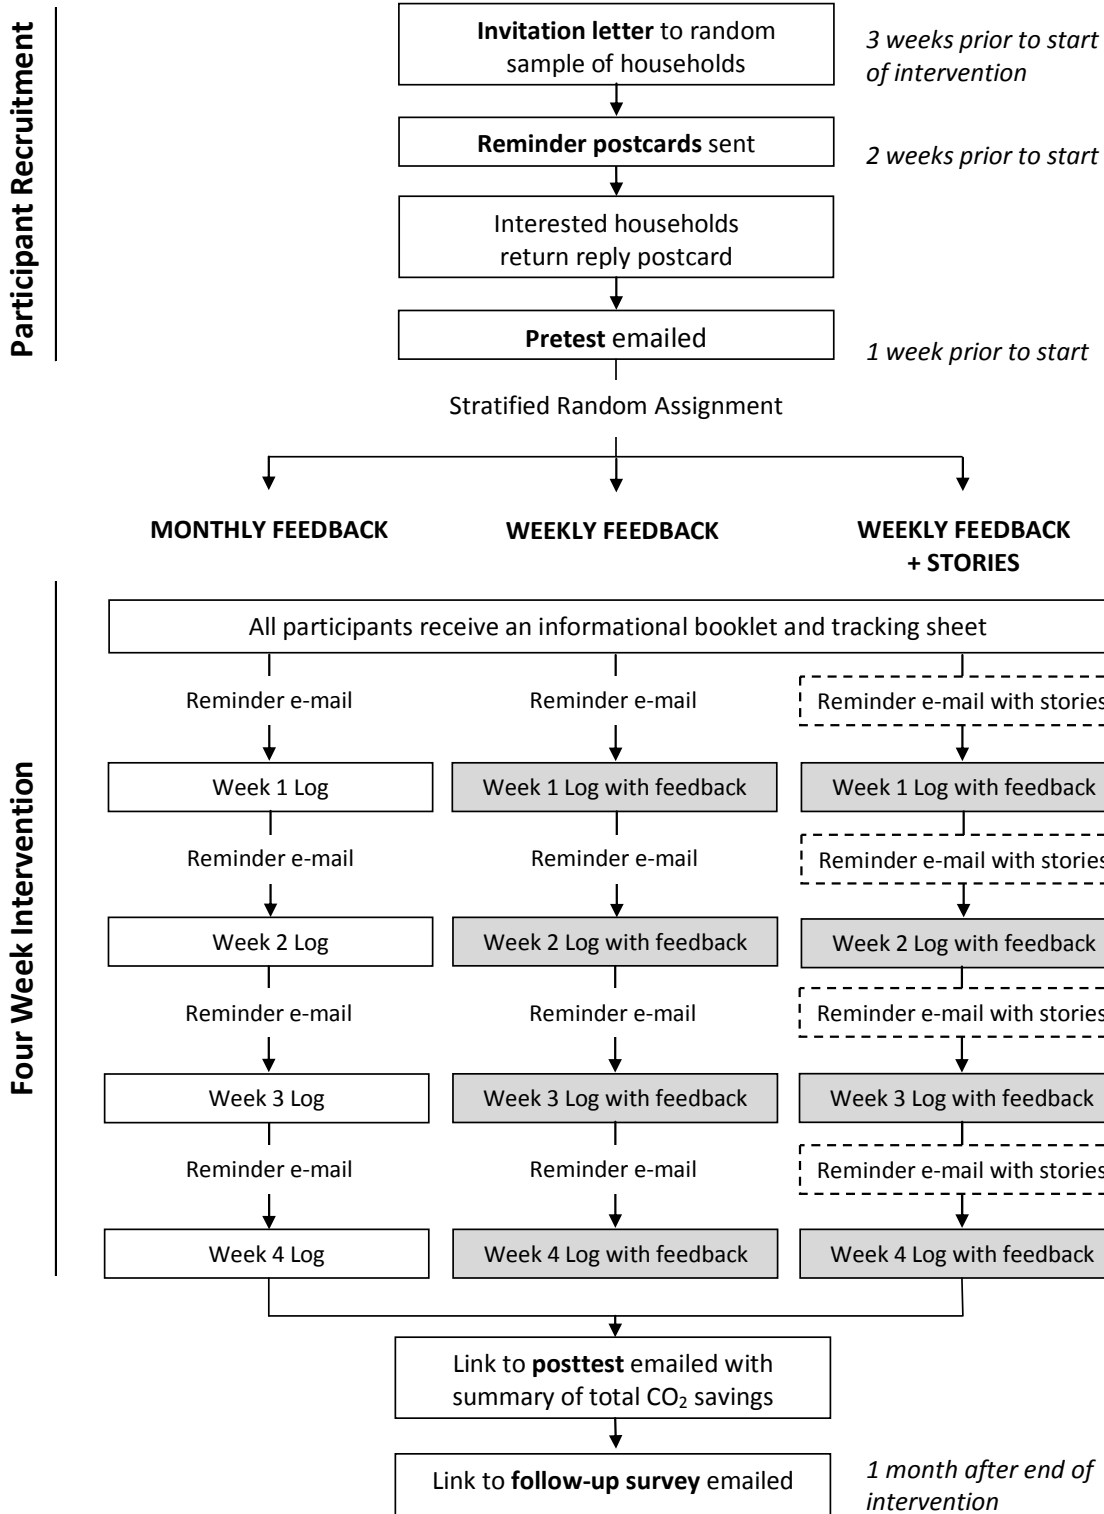 Participant Recruitment
Invitation letter to random
sample of households
3 weeks prior to start
of intervention
Reminder postcards sent
2 weeks prior to start
Interested households
return reply postcard
Pretest emailed
1 week prior to start
Stratified Random Assignment
MONTHLY FEEDBACK
WEEKLY FEEDBACK
WEEKLY FEEDBACK
+ STORIES
Four Week Intervention
All participants receive an informational booklet and tracking sheet
Reminder e-mail
Reminder e-mail
Reminder e-mail with stories
Week 1 Log
Week 1 Log with feedback
Week 1 Log with feedback
Reminder e-mail
Reminder e-mail
Reminder e-mail with stories
Week 2 Log
Week 2 Log with feedback
Week 2 Log with feedback
Reminder e-mail
Reminder e-mail
Reminder e-mail with stories
Week 3 Log
Week 3 Log with feedback
Week 3 Log with feedback
Reminder e-mail
Reminder e-mail
Reminder e-mail with stories
Week 4 Log
Week 4 Log with feedback
Week 4 Log with feedback
Link to posttest emailed with
summary of total CO₂ savings
Link to follow-up survey emailed
1 month after end of
intervention